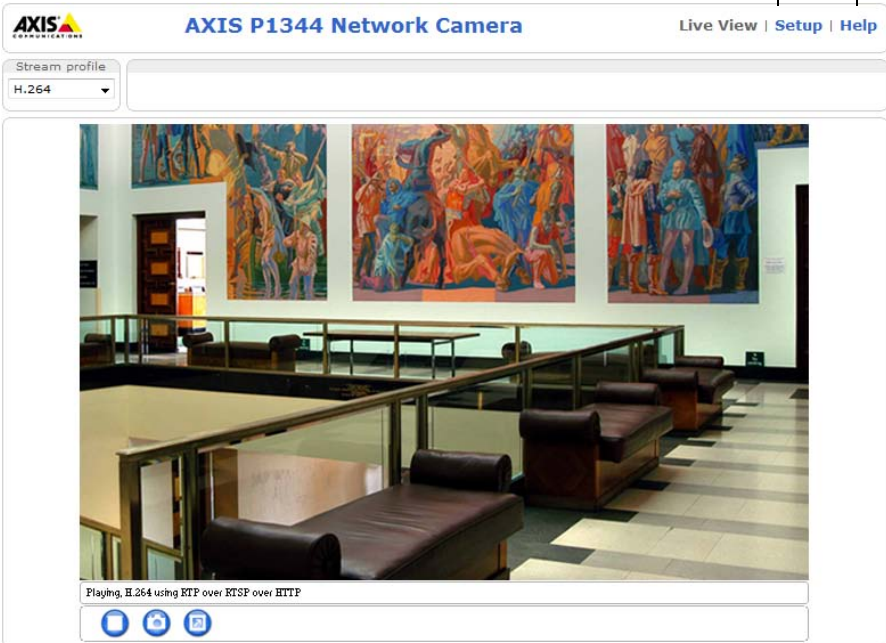 AXIS
COMMUNICATIONS
AXIS P1344 Network Camera
Live View | Setup | Help
Stream profile
H.264
Playing, H.264 using RTP over RTSP over HTTP